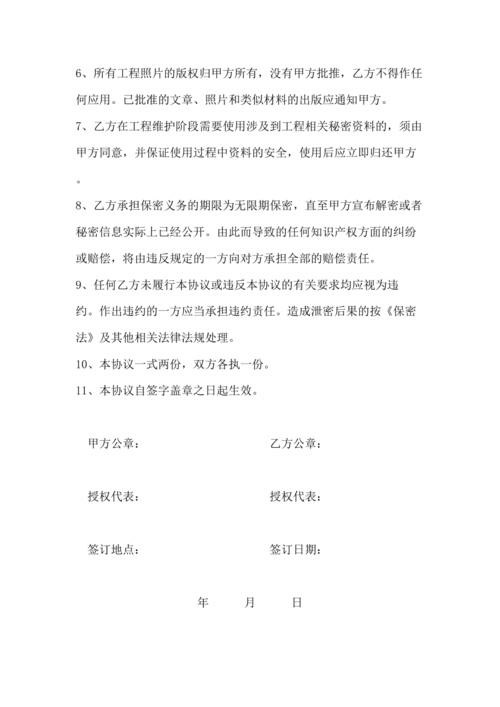 6、所有工程照片的版权归甲方所有，没有甲方批推，乙方不得作任
何应用。已批准的文章、照片和类似材料的出版应通知甲方。
7、乙方在工程维护阶段需要使用涉及到工程相关秘密资料的，须由
甲方同意，并保证使用过程中资料的安全，使用后应立即归还甲方
。
8、乙方承担保密义务的期限为无限期保密，直至甲方宣布解密或者
秘密信息实际上已经公开。由此而导致的任何知识产权方面的纠纷
或赔偿，将由违反规定的一方向对方承担全部的赔偿责任。
9、任何乙方未履行本协议或违反本协议的有关要求均应视为违
约。作出违约的一方应当承担违约责任。造成泄密后果的按《保密
法》及其他相关法律法规处理。
10、本协议一式两份，双方各执一份。
11、本协议自签字盖章之日起生效。
甲方公章： 乙方公章：
授权代表： 授权代表：
签订地点： 签订日期：
年 月 日